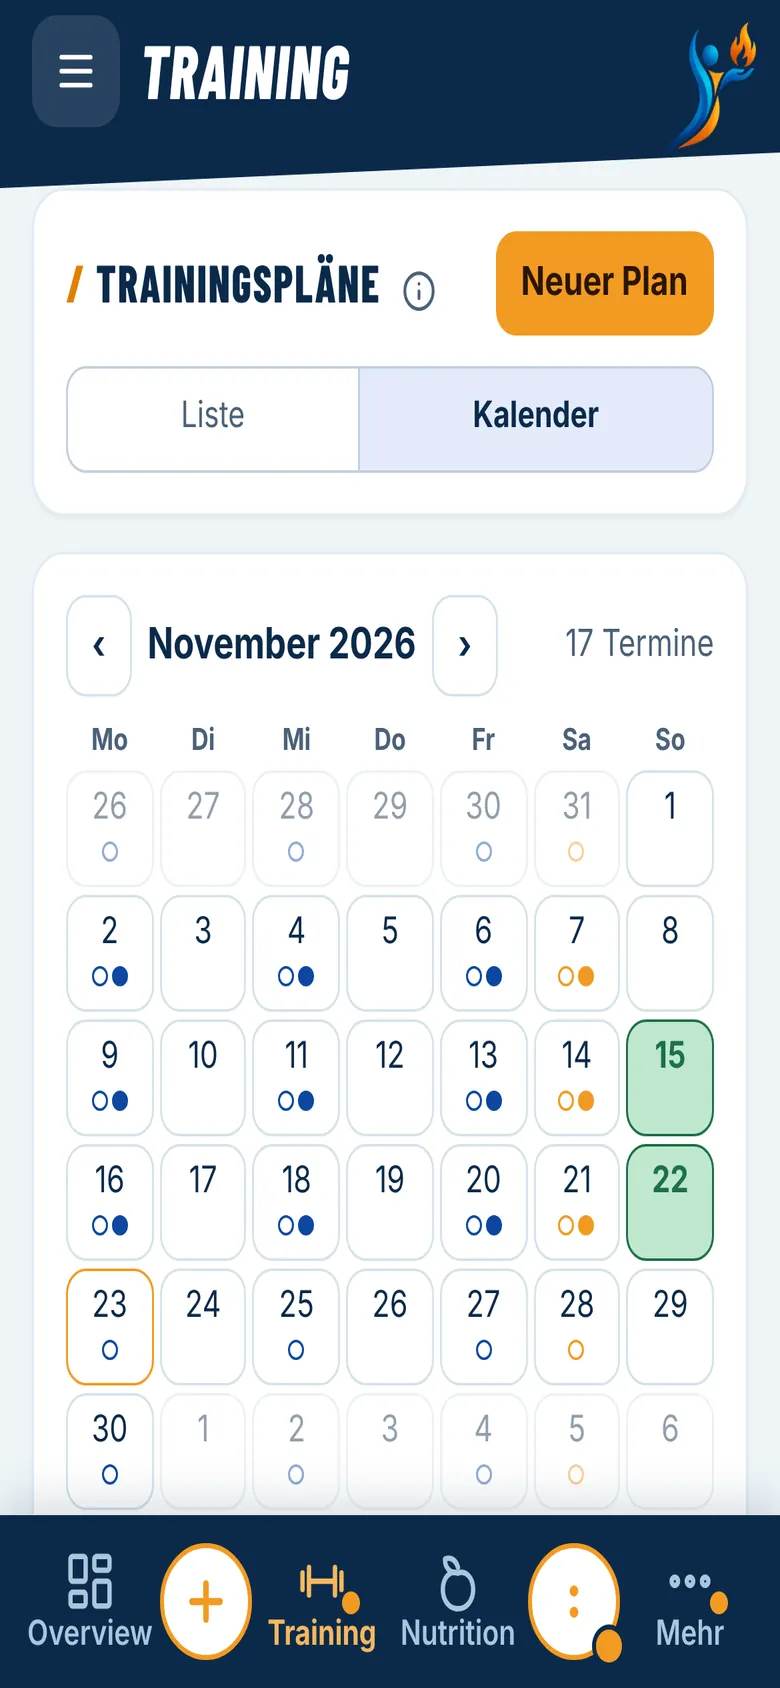 TRAINING
/ TRAININGSPLÄNE
Neuer Plan
Liste Kalender
‹ November 2026 › 17 Termine
Mo Di Mi Do Fr Sa So
26 27 28 29 30 31 1
2 3 4 5 6 7 8
9 10 11 12 13 14 15
16 17 18 19 20 21 22
23 24 25 26 27 28 29
30 1 2 3 4 5 6
Overview Training Nutrition Mehr